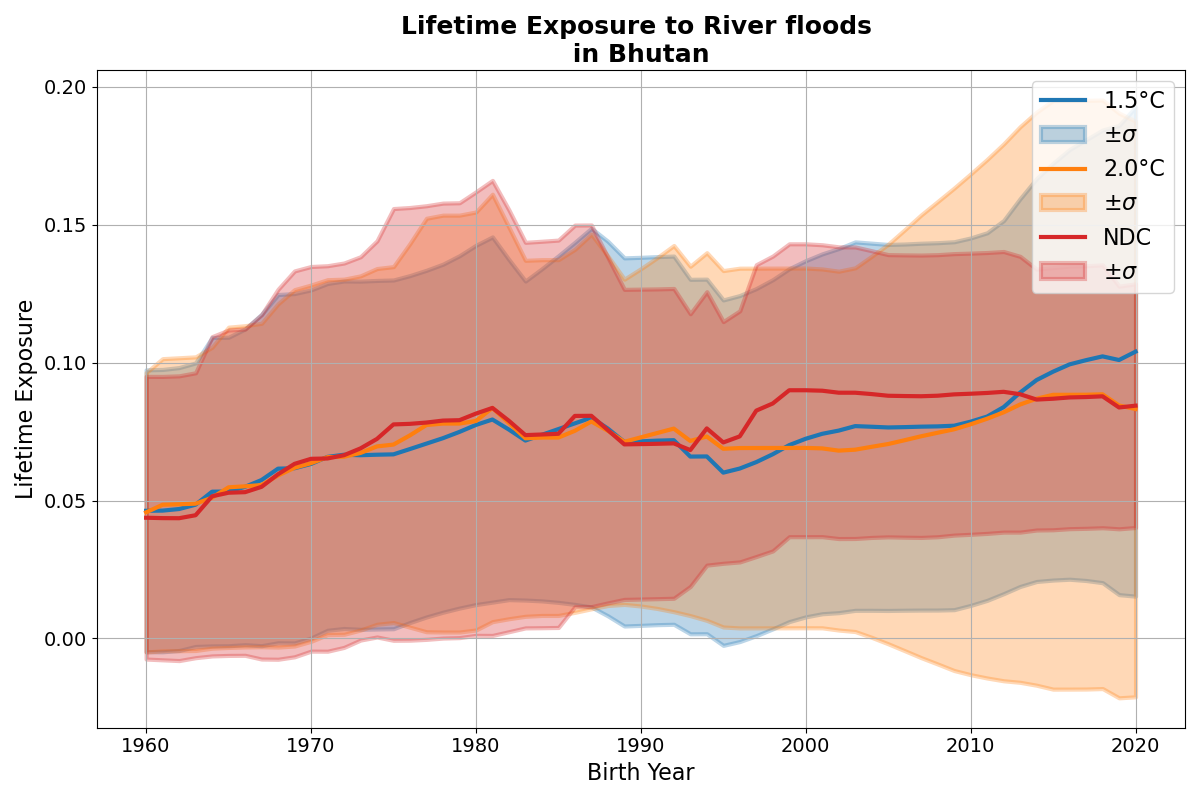 Lifetime Exposure to River floods
in Bhutan
Lifetime Exposure
0.20
0.15
0.10
0.05
0.00
1960 1970 1980 1990 2000 2010 2020
Birth Year
1.5°C
±σ
2.0°C
±σ
NDC
±σ